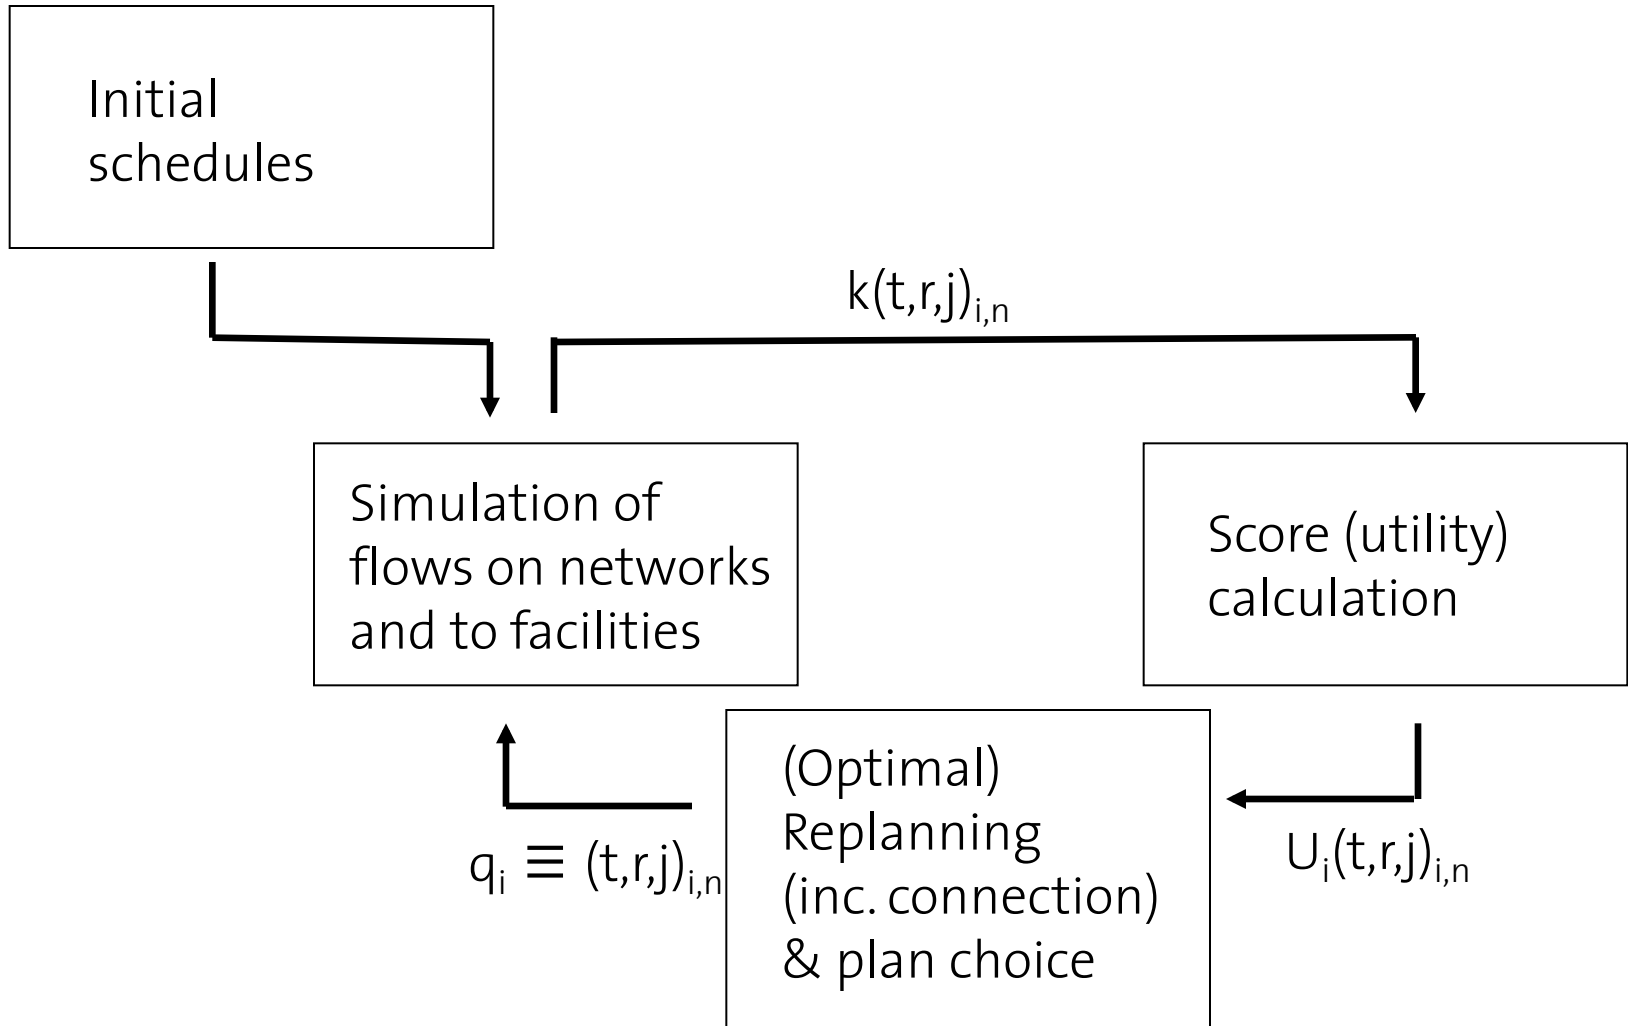 Initial
schedules
k(t,r,j)i,n
Simulation of
flows on networks
and to facilities
Score (utility)
calculation
(Optimal)
Replanning
(inc. connection)
& plan choice
qi ≡ (t,r,j)i,n
Ui(t,r,j)i,n